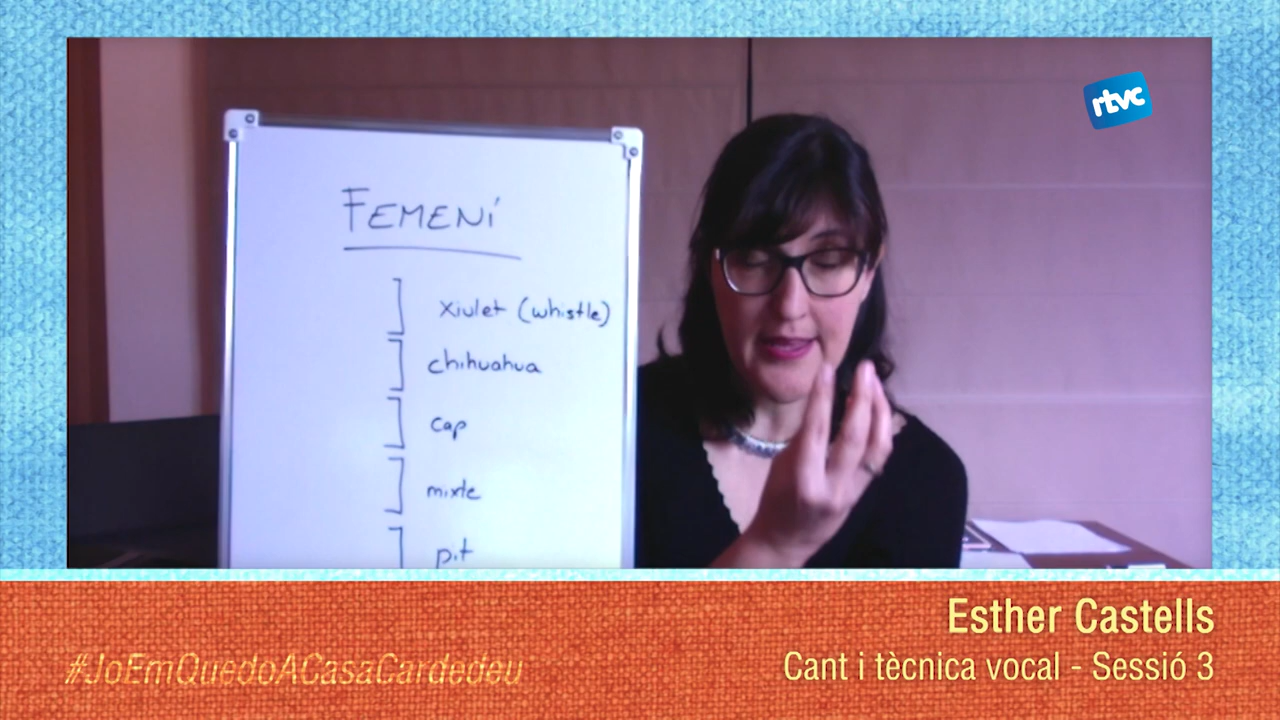 rtvc
FEMENÍ
xiulet (whistle)
chihuahua
cap
mixte
pit
Esther Castells
#JoEmQuedoACasaCardedeu
Cant i tècnica vocal - Sessió 3